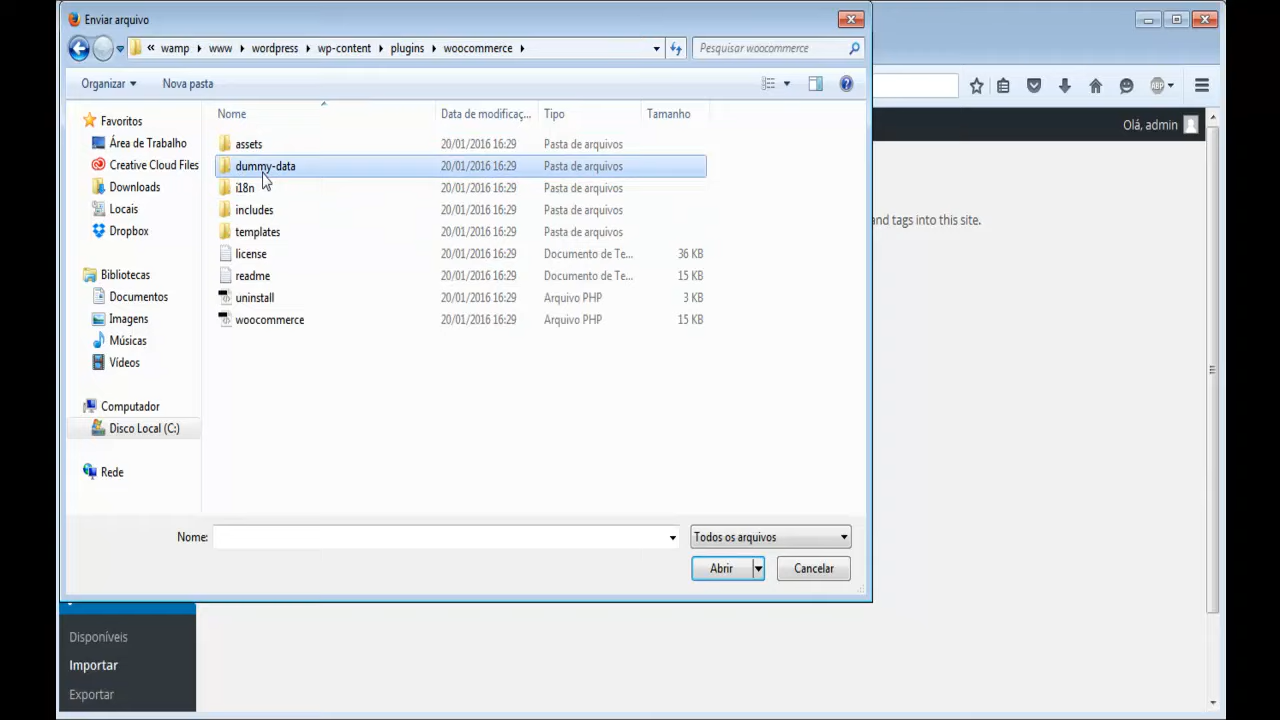 Enviar arquivo
« wamp www wordpress wp-content plugins woocommerce
Pesquisar woocommerce
Organizar Nova pasta
Nome Data de modificaç... Tipo Tamanho
Favoritos
Área de Trabalho
Creative Cloud Files
Downloads
Locais
Dropbox
Bibliotecas
Documentos
Imagens
Músicas
Vídeos
Computador
Disco Local (C:)
Rede
assets 20/01/2016 16:29 Pasta de arquivos
dummy-data 20/01/2016 16:29 Pasta de arquivos
i18n 20/01/2016 16:29 Pasta de arquivos
includes 20/01/2016 16:29 Pasta de arquivos
templates 20/01/2016 16:29 Pasta de arquivos
license 20/01/2016 16:29 Documento de Te... 36 KB
readme 20/01/2016 16:29 Documento de Te... 15 KB
uninstall 20/01/2016 16:29 Arquivo PHP 3 KB
woocommerce 20/01/2016 16:29 Arquivo PHP 15 KB
Nome: Todos os arquivos
Abrir Cancelar
ABP
Olá, admin
and tags into this site.
Disponíveis
Importar
Exportar